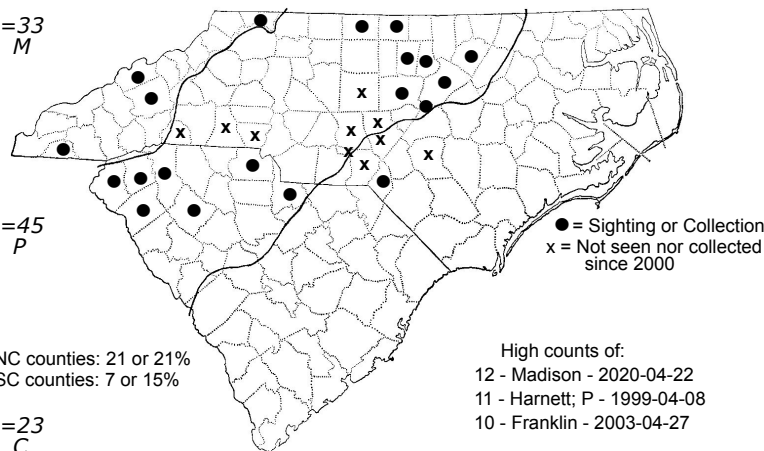 =33
M
=45
P
● = Sighting or Collection
x = Not seen nor collected
since 2000
NC counties: 21 or 21%
SC counties: 7 or 15%
High counts of:
12 - Madison - 2020-04-22
11 - Harnett; P - 1999-04-08
10 - Franklin - 2003-04-27
=23
C